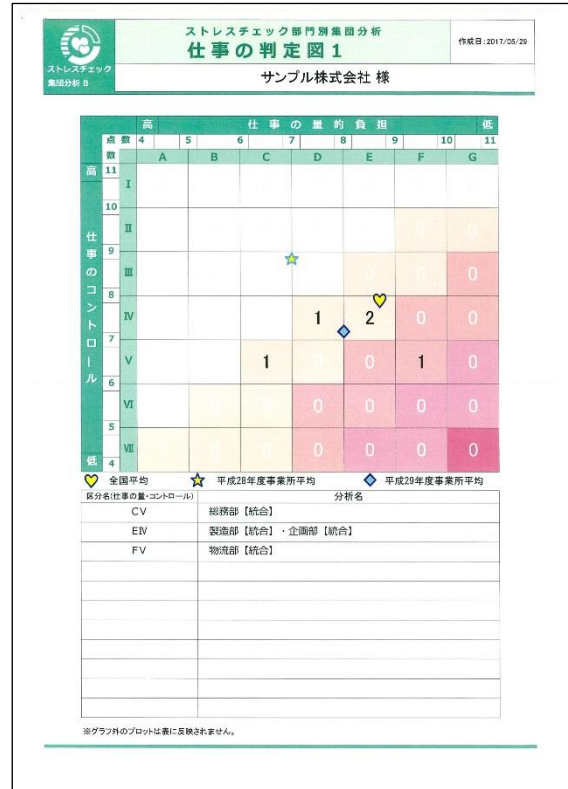 ストレスチェック部門別集団分析
仕事の判定図1
作成日:2017/05/29
ストレスチェック
集団分析 B
サンプル株式会社 様
高 仕事の量的負担 低
点数 4 5 6 7 8 9 10 11
数 A B C D E F G
高 仕事のコントロール 低
11
I
10
II 0 0
9
III 0 0 0
8
IV 1 2 0 0
7
V 1 0 0 1 0
6
VI 0 0 0 0
5
VII 0 0 0 0 0 0
4
全国平均 平成28年度事業所平均 平成29年度事業所平均
区分名(仕事の量・コントロール) 分析名
CV 総務部【統合】
EIV 製造部【統合】・企画部【統合】
FV 物流部【統合】
※グラフ外のプロットは表に反映されません。